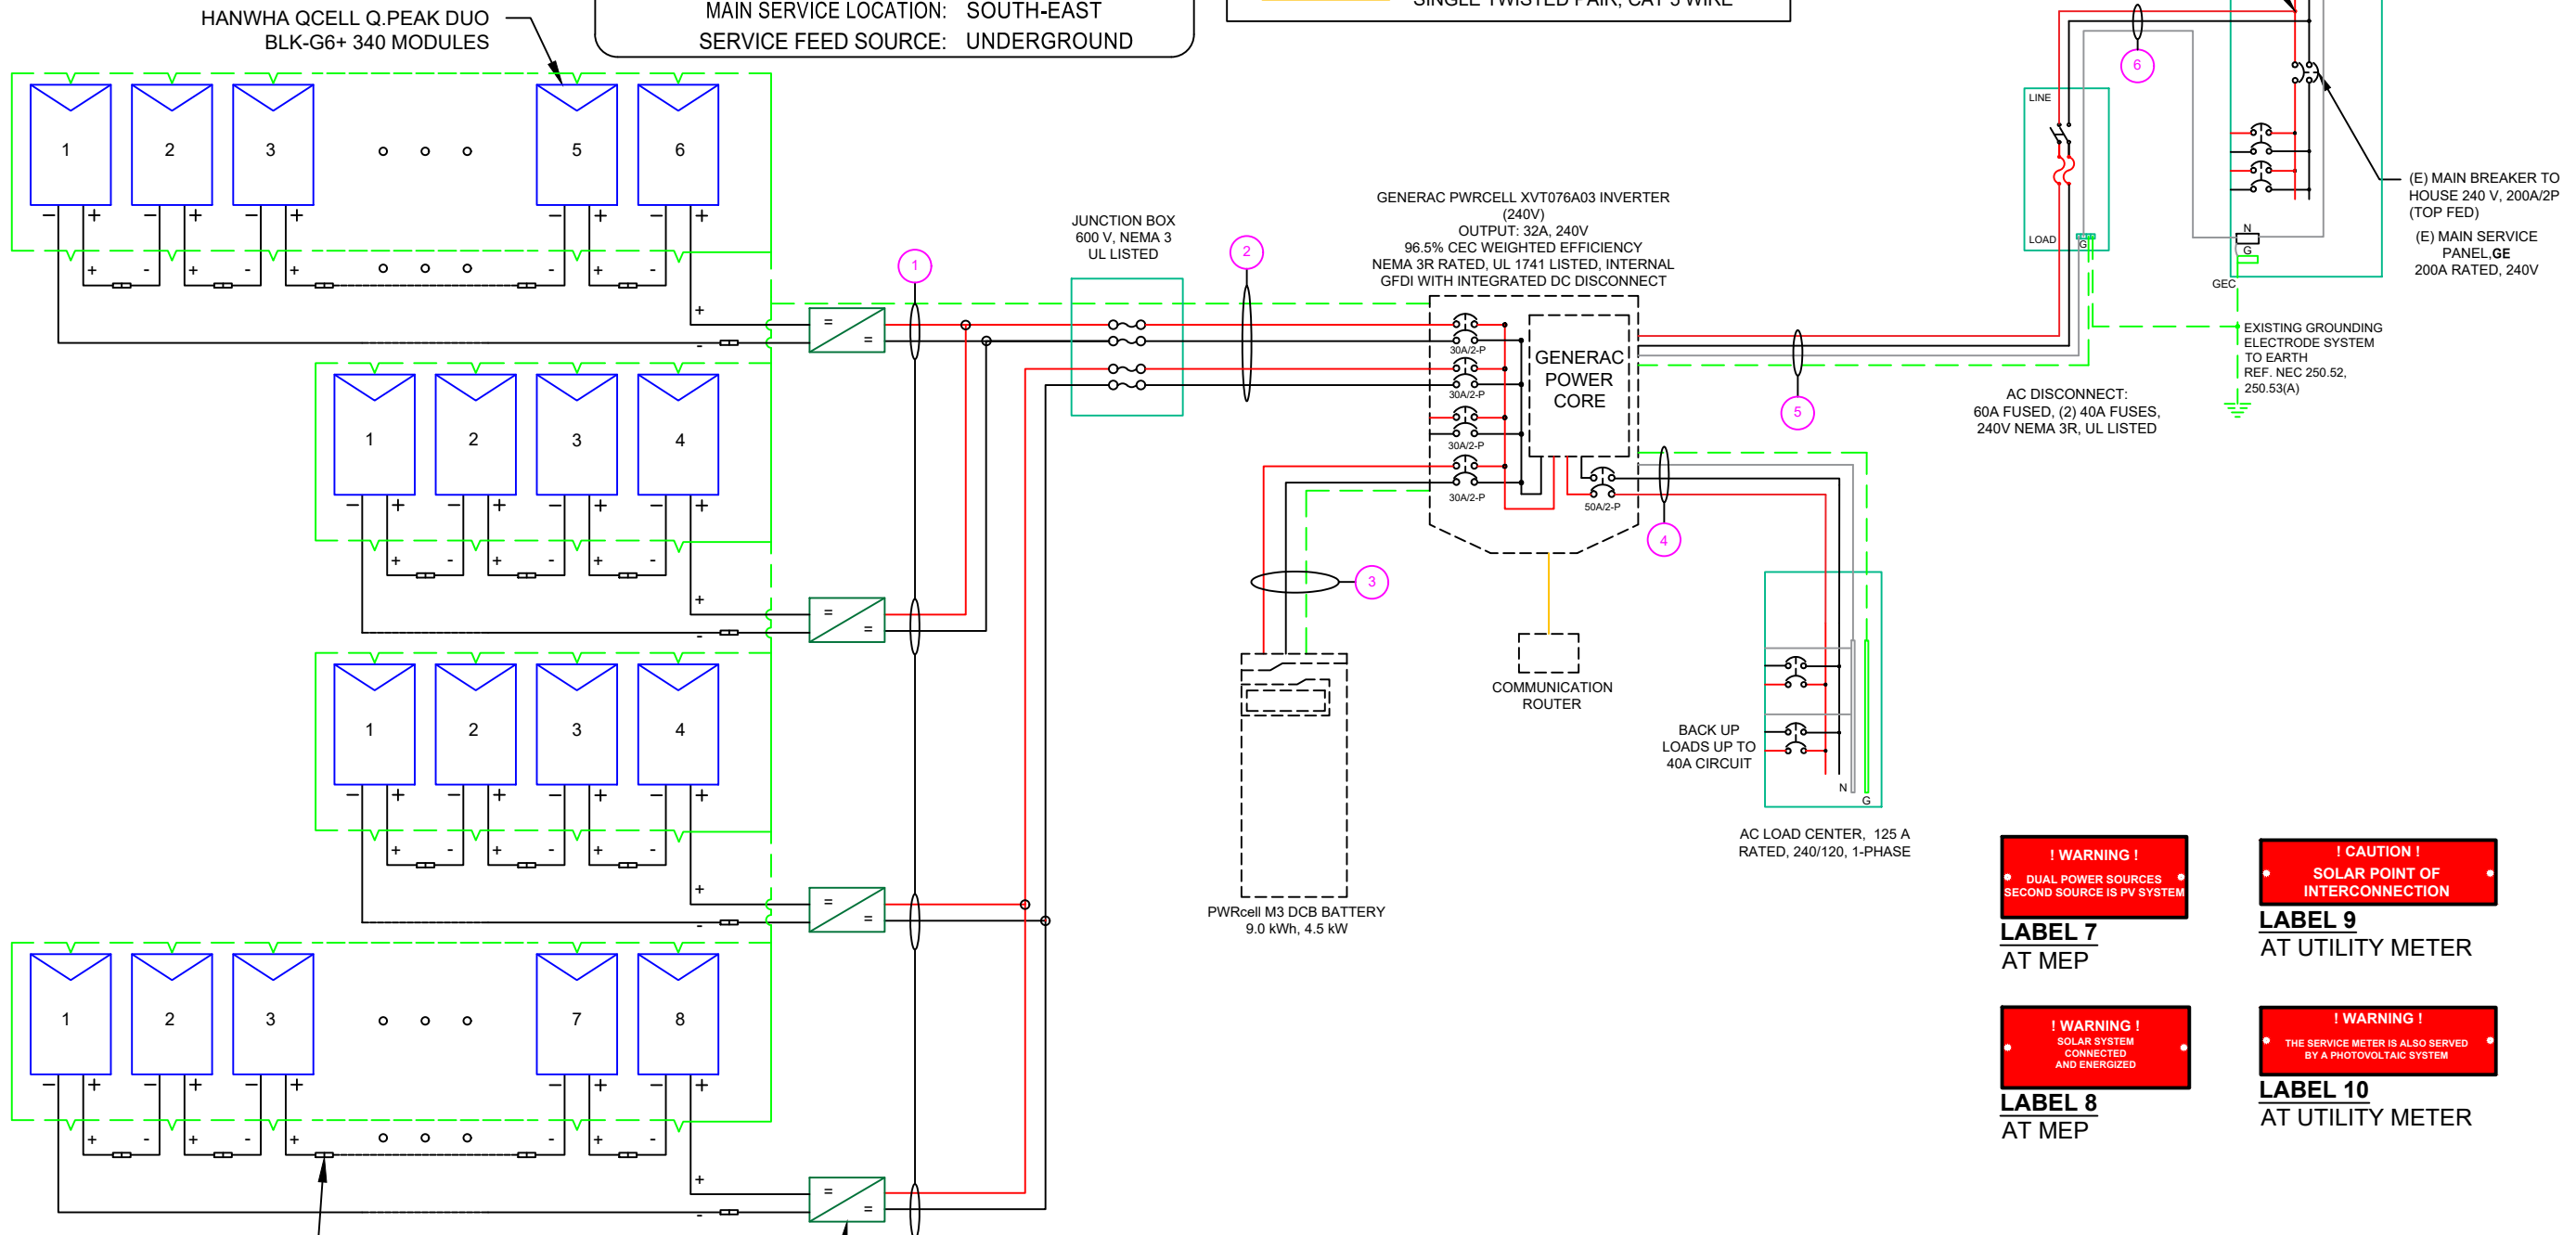 HANWHA QCELL Q.PEAK DUO
BLK-G6+ 340 MODULES
MAIN SERVICE LOCATION: SOUTH-EAST
SERVICE FEED SOURCE: UNDERGROUND
SINGLE TWISTED PAIR, CAT 5 WIRE
1 2 3 5 6
− + − + − + − + − +
+ - + - + - + -
+
-
= =
1 2 3 4
− + − + − + − +
+ - + - + -
+
-
= =
1 2 3 4
− + − + − + − +
+ - + - + -
+
-
= =
1 2 3 7 8
− + − + − + − + − +
+ - + - + - + -
+
-
= =
1
JUNCTION BOX
600 V, NEMA 3
UL LISTED
2
GENERAC PWRCELL XVT076A03 INVERTER
(240V)
OUTPUT: 32A, 240V
96.5% CEC WEIGHTED EFFICIENCY
NEMA 3R RATED, UL 1741 LISTED, INTERNAL
GFDI WITH INTEGRATED DC DISCONNECT
30A/2-P
30A/2-P
30A/2-P
30A/2-P
GENERAC
POWER
CORE
50A/2-P
3
PWRcell M3 DCB BATTERY
9.0 kWh, 4.5 kW
COMMUNICATION
ROUTER
4
5
BACK UP
LOADS UP TO
40A CIRCUIT
N
G
AC LOAD CENTER, 125 A
RATED, 240/120, 1-PHASE
6
LINE
LOAD
G
AC DISCONNECT:
60A FUSED, (2) 40A FUSES,
240V NEMA 3R, UL LISTED
N
G
GEC
(E) MAIN BREAKER TO
HOUSE 240 V, 200A/2P
(TOP FED)
(E) MAIN SERVICE
PANEL,GE
200A RATED, 240V
EXISTING GROUNDING
ELECTRODE SYSTEM
TO EARTH
REF. NEC 250.52,
250.53(A)
! WARNING !
DUAL POWER SOURCES
SECOND SOURCE IS PV SYSTEM
LABEL 7
AT MEP
! CAUTION !
SOLAR POINT OF
INTERCONNECTION
LABEL 9
AT UTILITY METER
! WARNING !
SOLAR SYSTEM
CONNECTED
AND ENERGIZED
LABEL 8
AT MEP
! WARNING !
THE SERVICE METER IS ALSO SERVED
BY A PHOTOVOLTAIC SYSTEM
LABEL 10
AT UTILITY METER